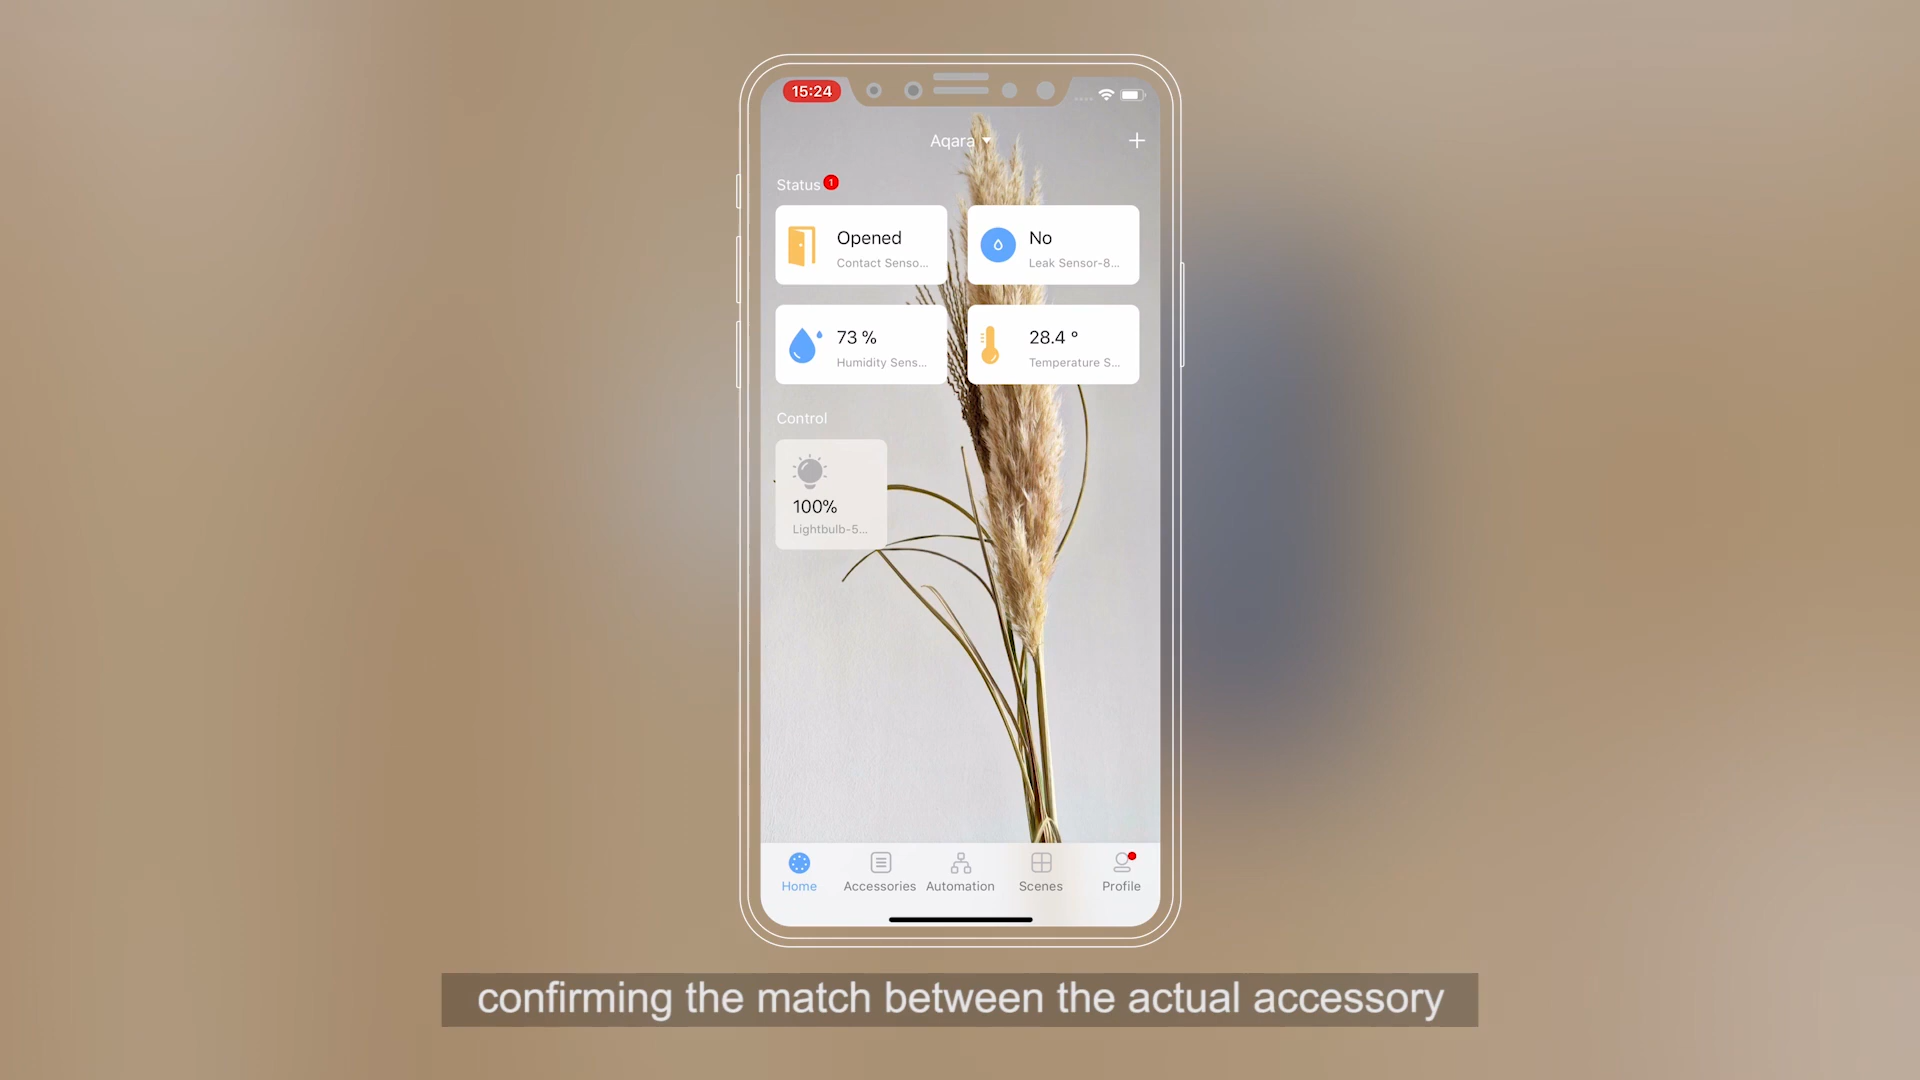 15:24
Aqara
Status 1
Opened
Contact Senso...
No
Leak Sensor-8...
73 %
Humidity Sens...
28.4 °
Temperature S...
Control
100%
Lightbulb-5...
Home
Accessories
Automation
Scenes
Profile
confirming the match between the actual accessory